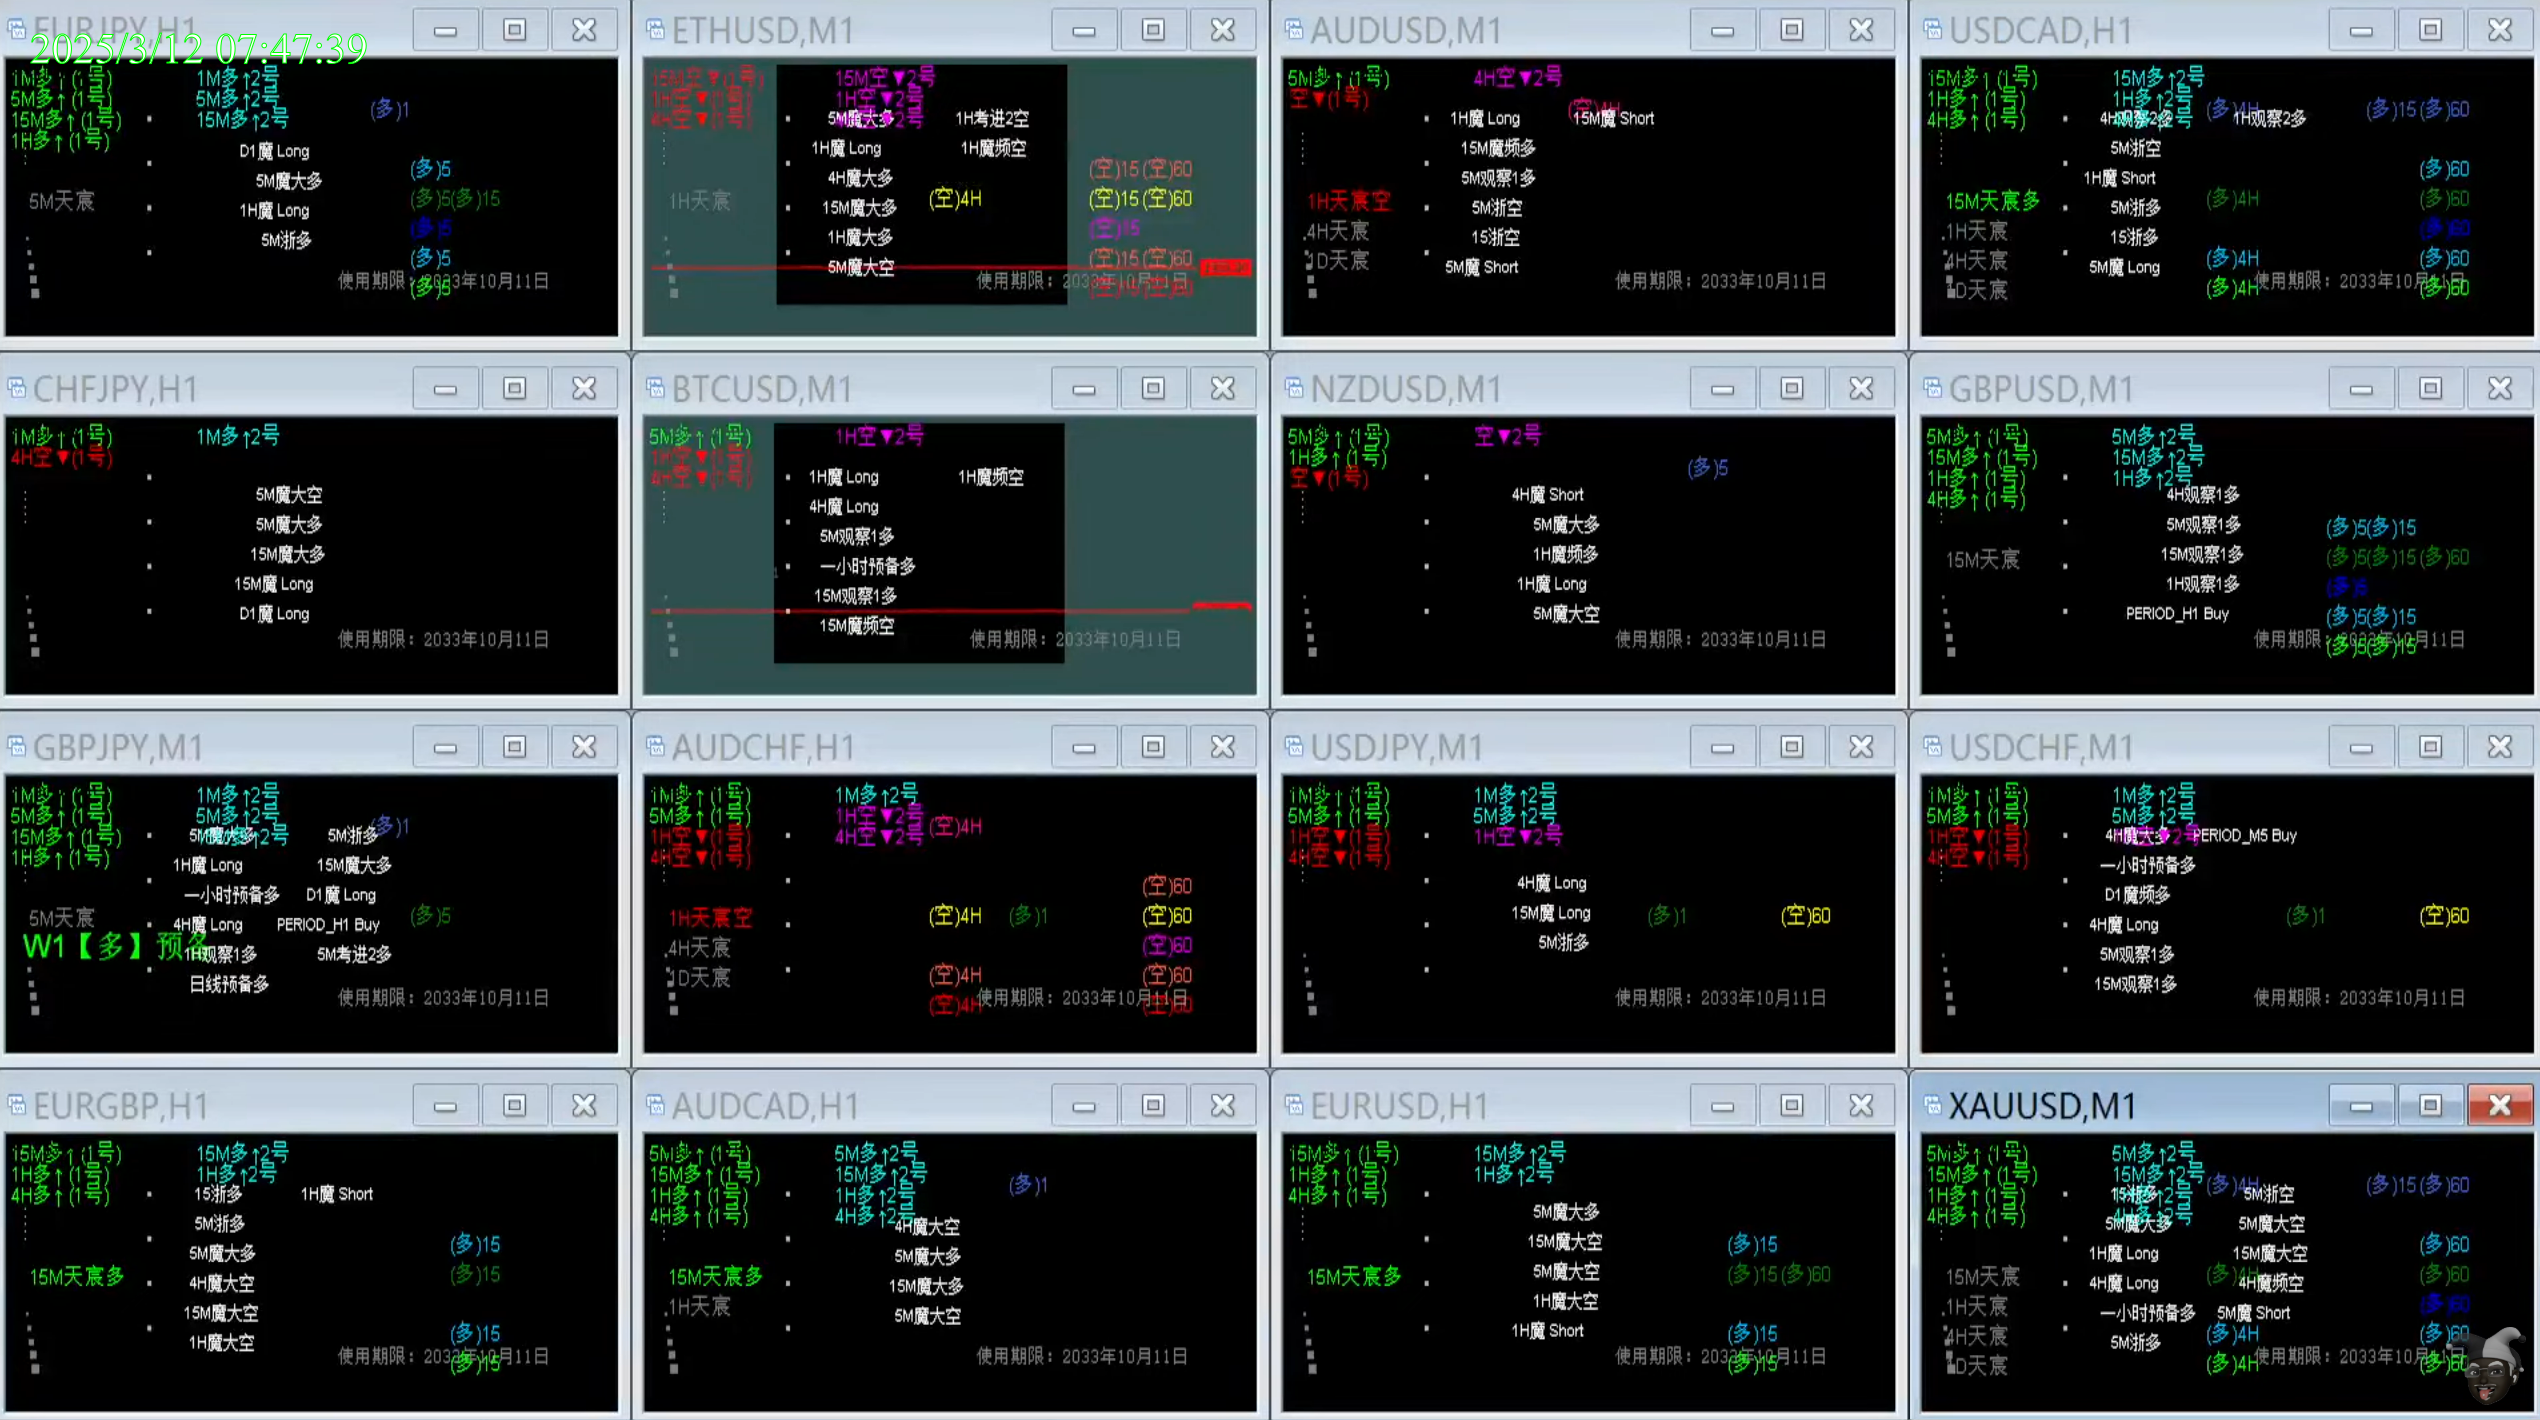 EURJPY,H1
2025/3/12 07:47:39
1M多↑(1号) 1M多↑2号
5M多↑(1号) 5M多↑2号 (多)1
15M多↑(1号) 15M多↑2号
1H多↑(1号)
D1魔 Long
(多)5
5M魔大多
5M天宸 (多)5(多)15
1H魔 Long
(多)5
5M浙多
(多)5
使用期限：2033年10月11日
(多)5
ETHUSD,M1
15M空▼(1号) 15M空▼2号
1H空▼(1号) 1H空▼2号
4H空▼(1号) 5M魔大多 1H考进2空
1H魔 Long 1H魔频空
(空)15(空)60
4H魔大多
1H天宸 15M魔大多 (空)4H (空)15(空)60
(空)15
1H魔大多
(空)15(空)60
5M魔大空
使用期限：2033年10月11日
AUDUSD,M1
5M多↑(1号) 4H空▼2号
空▼(1号) (空)4H
1H魔 Long 15M魔 Short
15M魔频多
5M观察1多
1H天宸空 5M浙空
4H天宸 15浙空
1D天宸 5M魔 Short
使用期限：2033年10月11日
USDCAD,H1
15M多↑(1号) 15M多↑2号
1H多↑(1号) 1H多↑2号 (多)4H (多)15(多)60
4H多↑(1号) 1H观察2多
5M浙空
(多)60
1H魔 Short
15M天宸多 5M浙多 (多)4H (多)60
1H天宸 15浙多 (多)60
4H天宸 5M魔 Long (多)4H (多)60
1D天宸 (多)4H 使用期限：2033年10月11日 (多)60
CHFJPY,H1
1M多↑(1号) 1M多↑2号
4H空▼(1号)
5M魔大空
5M魔大多
15M魔大多
15M魔 Long
D1魔 Long
使用期限：2033年10月11日
BTCUSD,M1
5M多↑(1号) 1H空▼2号
1H空▼(1号)
4H空▼(1号) 1H魔 Long 1H魔频空
4H魔 Long
5M观察1多
一小时预备多
15M观察1多
15M魔频空
使用期限：2033年10月11日
NZDUSD,M1
5M多↑(1号) 空▼2号
1H多↑(1号) (多)5
空▼(1号)
4H魔 Short
5M魔大多
1H魔频多
1H魔 Long
5M魔大空
使用期限：2033年10月11日
GBPUSD,M1
5M多↑(1号) 5M多↑2号
15M多↑(1号) 15M多↑2号
1H多↑(1号) 1H多↑2号
4H多↑(1号) 4H观察1多
5M观察1多 (多)5(多)15
15M天宸 15M观察1多 (多)5(多)15(多)60
1H观察1多 (多)5
PERIOD_H1 Buy (多)5(多)15
使用期限：2033年10月11日
(多)5(多)15
GBPJPY,M1
1M多↑(1号) 1M多↑2号
5M多↑(1号) 5M多↑2号 (多)1
15M多↑(1号) 5M魔大多 5M浙多
1H多↑(1号) 1H魔 Long 15M魔大多
一小时预备多 D1魔 Long
5M天宸 4H魔 Long PERIOD_H1 Buy (多)5
W1【多】预备 1H观察1多 5M考进2多
日线预备多
使用期限：2033年10月11日
AUDCHF,H1
1M多↑(1号) 1M多↑2号
5M多↑(1号) 1H空▼2号
1H空▼(1号) 4H空▼2号 (空)4H
4H空▼(1号)
(空)60
1H天宸空 (空)4H (多)1 (空)60
4H天宸 (空)60
1D天宸 (空)4H (空)60
(空)4H 使用期限：2033年10月11日 (空)60
USDJPY,M1
1M多↑(1号) 1M多↑2号
5M多↑(1号) 5M多↑2号
1H空▼(1号) 1H空▼2号
4H空▼(1号)
4H魔 Long
15M魔 Long (多)1 (空)60
5M浙多
使用期限：2033年10月11日
USDCHF,M1
1M多↑(1号) 1M多↑2号
5M多↑(1号) 5M多↑2号
1H空▼(1号) 4H魔大多 PERIOD_M5 Buy
4H空▼(1号) 一小时预备多
D1魔频多
4H魔 Long (多)1 (空)60
5M观察1多
15M观察1多
使用期限：2033年10月11日
EURGBP,H1
15M多↑(1号) 15M多↑2号
1H多↑(1号) 1H多↑2号
4H多↑(1号) 15浙多 1H魔 Short
5M浙多
5M魔大多 (多)15
15M天宸多 4H魔大空 (多)15
15M魔大空
1H魔大空 (多)15
使用期限：2033年10月11日
(多)15
AUDCAD,H1
5M多↑(1号) 5M多↑2号
15M多↑(1号) 15M多↑2号 (多)1
1H多↑(1号) 1H多↑2号
4H多↑(1号) 4H多↑2号
4H魔大空
5M魔大多
15M天宸多 15M魔大多
1H天宸 5M魔大空
使用期限：2033年10月11日
EURUSD,H1
15M多↑(1号) 15M多↑2号
1H多↑(1号) 1H多↑2号
4H多↑(1号)
5M魔大多
15M魔大空 (多)15
15M天宸多 5M魔大空 (多)15(多)60
1H魔大空
1H魔 Short (多)15
使用期限：2033年10月11日
(多)15
XAUUSD,M1
5M多↑(1号) 5M多↑2号
15M多↑(1号) 15M多↑2号 (多)4H (多)15(多)60
1H多↑(1号) 15浙多 5M浙空
4H多↑(1号) 5M魔大多 5M魔大空
1H魔 Long 15M魔大空 (多)60
15M天宸 4H魔 Long (多)4H 4H魔频空 (多)60
1H天宸 一小时预备多 5M魔 Short (多)60
4H天宸 5M浙多 (多)4H (多)60
1D天宸 (多)4H 使用期限：2033年10月11日 (多)60